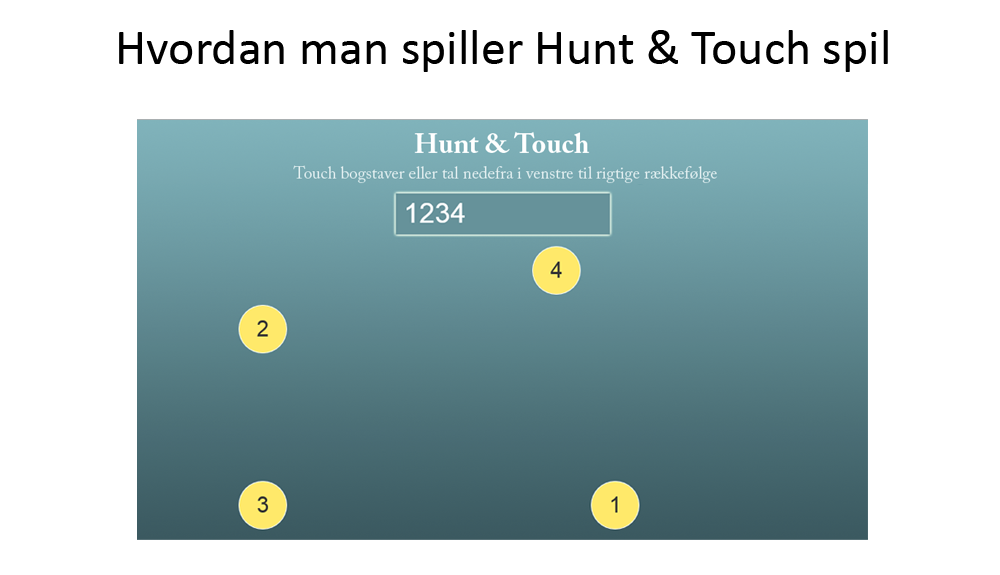 Hvordan man spiller Hunt & Touch spil
Hunt & Touch
Touch bogstaver eller tal nedefra i venstre til rigtige rækkefølge
1234
4
2
3
1